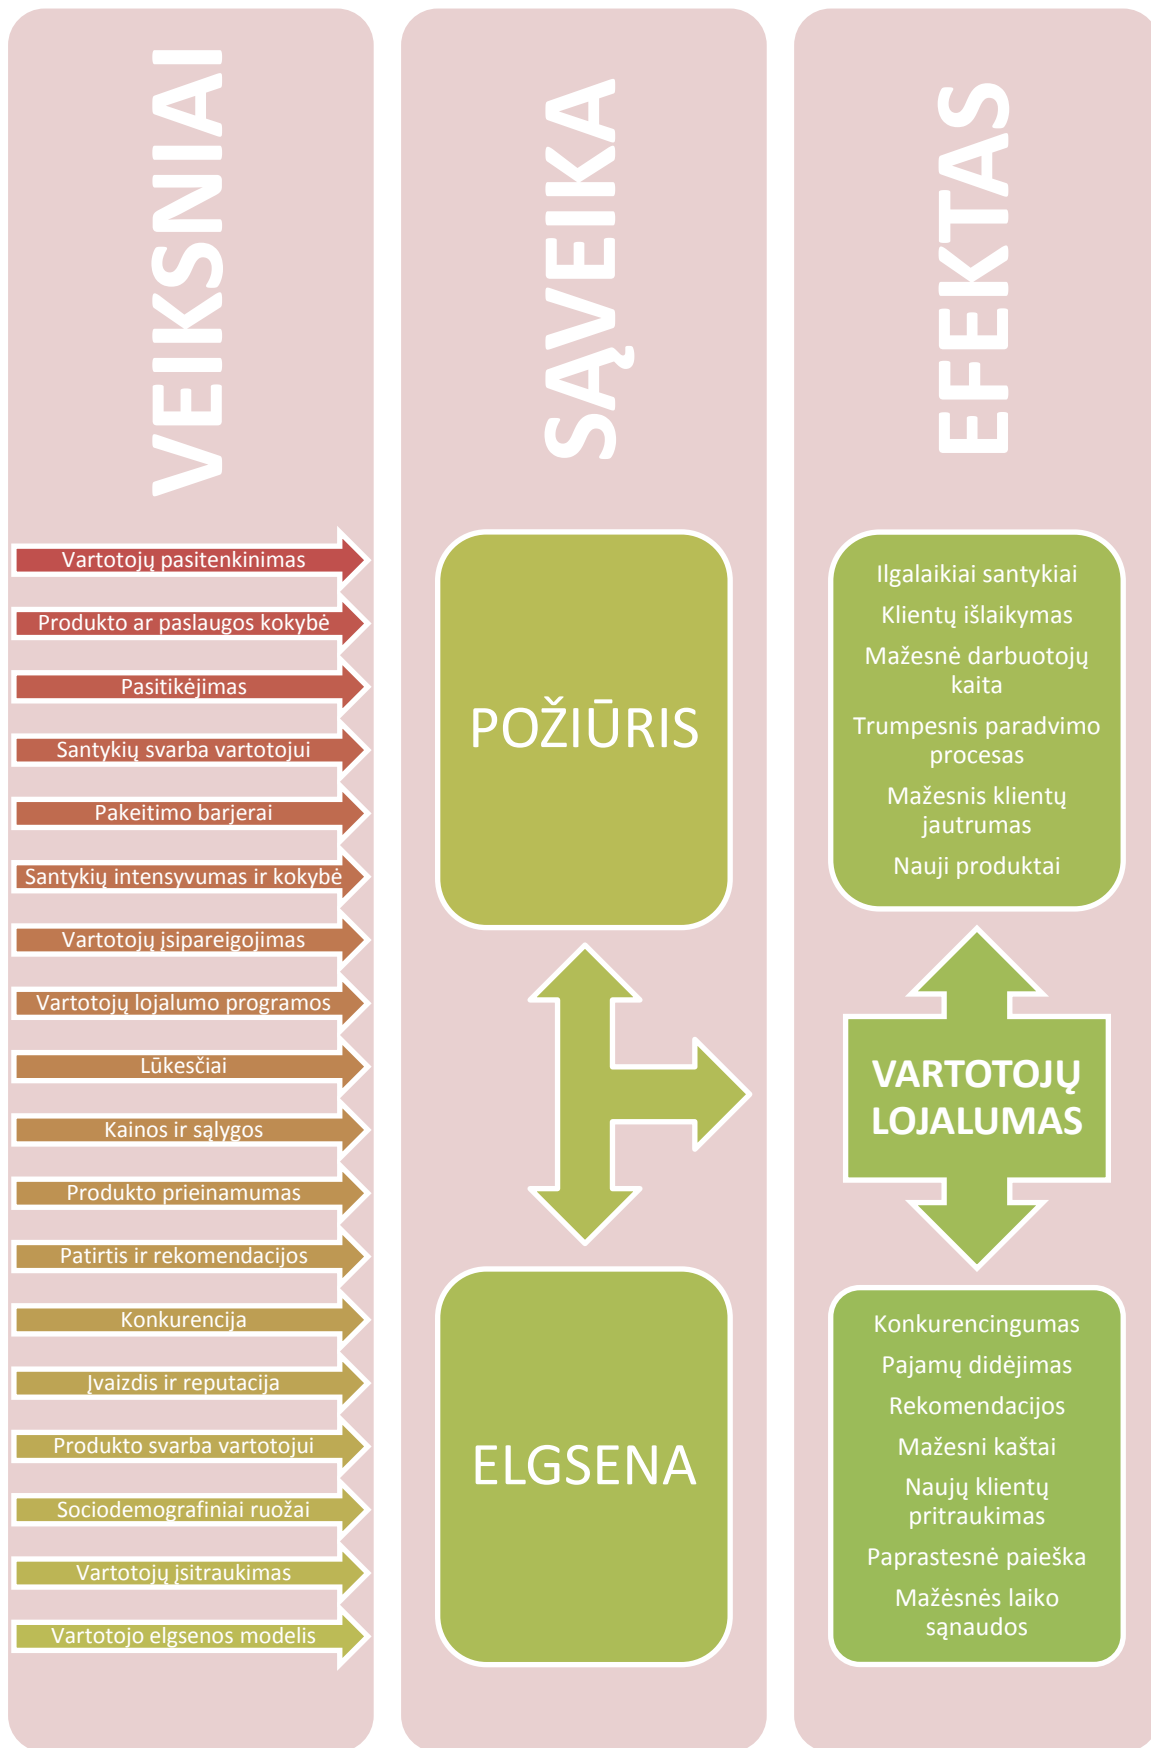 VEIKSNIAI
Vartotojų pasitenkinimas
Produkto ar paslaugos kokybė
Pasitikėjimas
Santykių svarba vartotojui
Pakeitimo barjerai
Santykių intensyvumas ir kokybė
Vartotojų įsipareigojimas
Vartotojų lojalumo programos
Lūkesčiai
Kainos ir sąlygos
Produkto prieinamumas
Patirtis ir rekomendacijos
Konkurencija
Įvaizdis ir reputacija
Produkto svarba vartotojui
Sociodemografiniai ruožai
Vartotojų įsitraukimas
Vartotojo elgsenos modelis
SĄVEIKA
POŽIŪRIS
ELGSENA
EFEKTAS
Ilgalaikiai santykiai
Klientų išlaikymas
Mažesnė darbuotojų
kaita
Trumpesnis paradvimo
procesas
Mažesnis klientų
jautrumas
Nauji produktai
VARTOTOJŲ
LOJALUMAS
Konkurencingumas
Pajamų didėjimas
Rekomendacijos
Mažesni kaštai
Naujų klientų
pritraukimas
Paprastesnė paieška
Mažėsnės laiko
sąnaudos